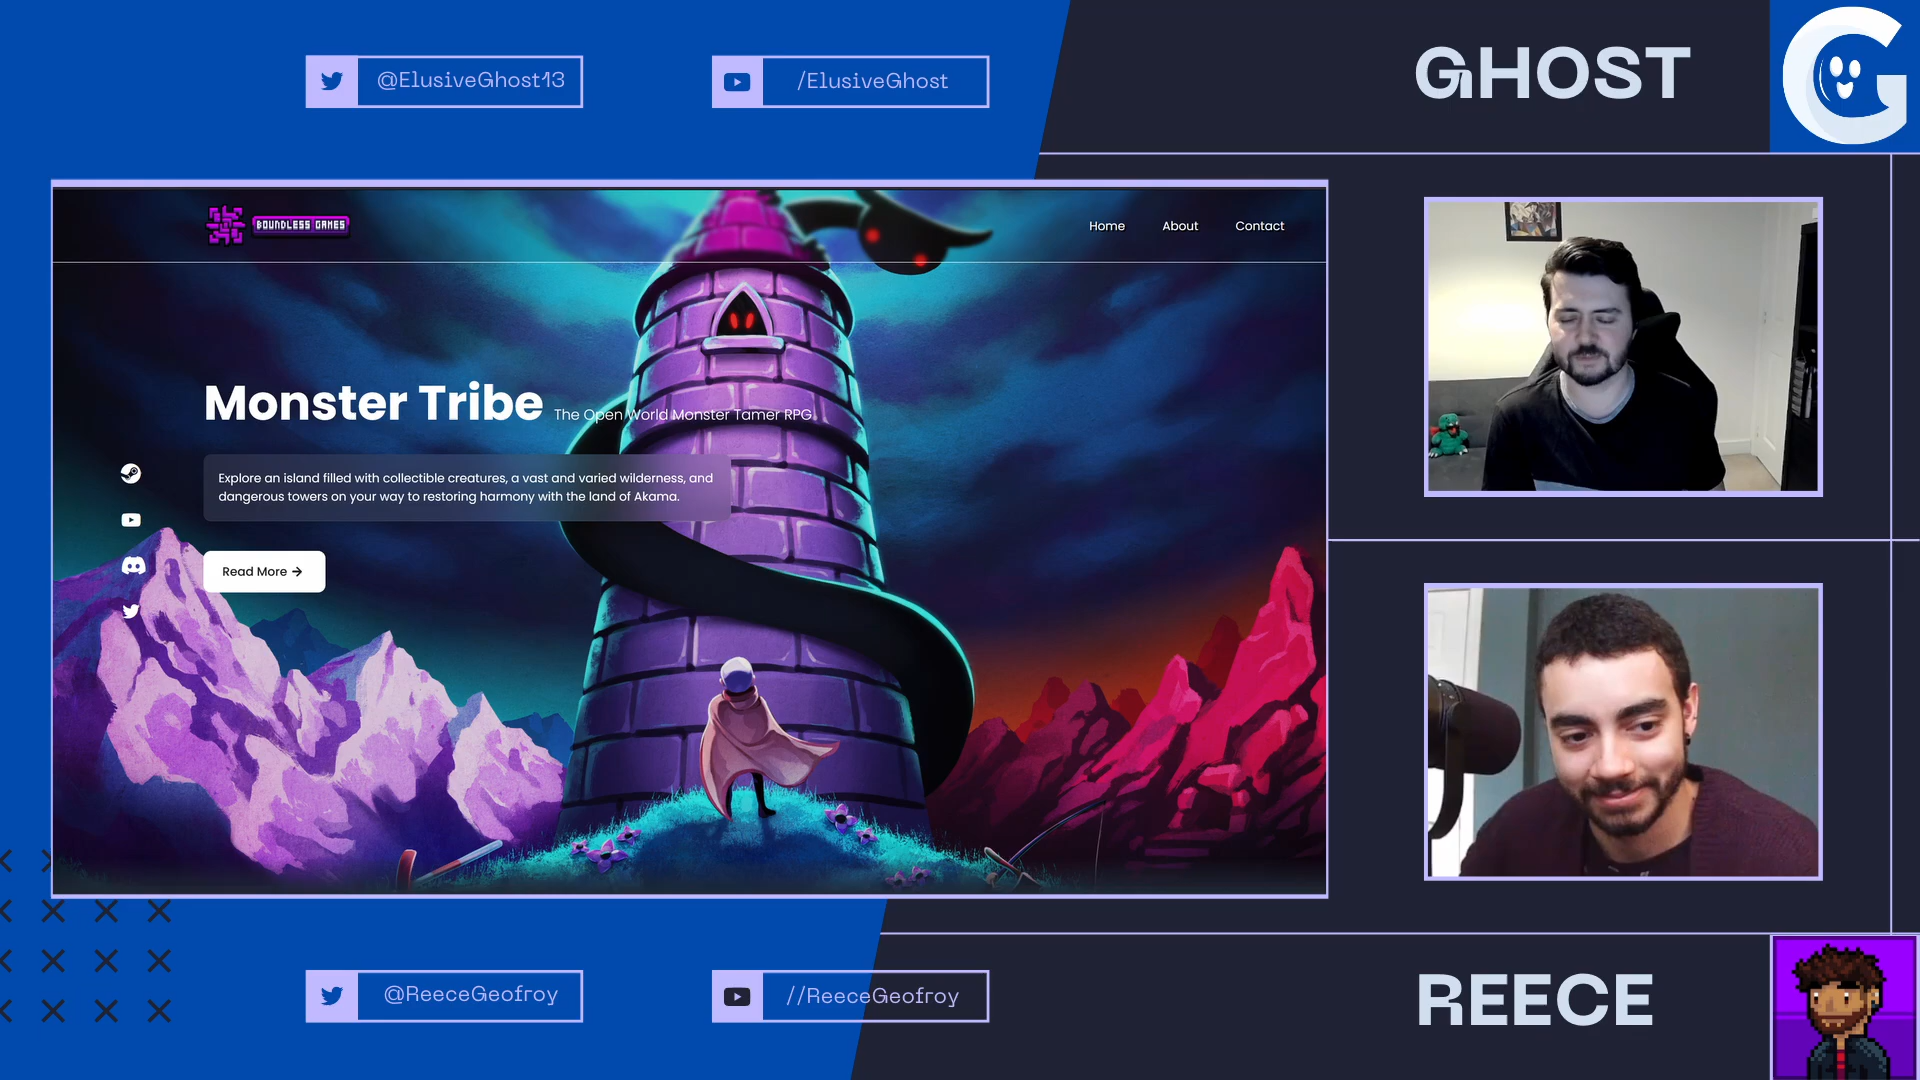 @ElusiveGhost13
/ElusiveGhost
GHOST
BOUNDLESS GAMES
Home
About
Contact
Monster Tribe The Open World Monster Tamer RPG.
Explore an island filled with collectible creatures, a vast and varied wilderness, and
dangerous towers on your way to restoring harmony with the land of Akama.
Read More →
@ReeceGeofroy
//ReeceGeofroy
REECE